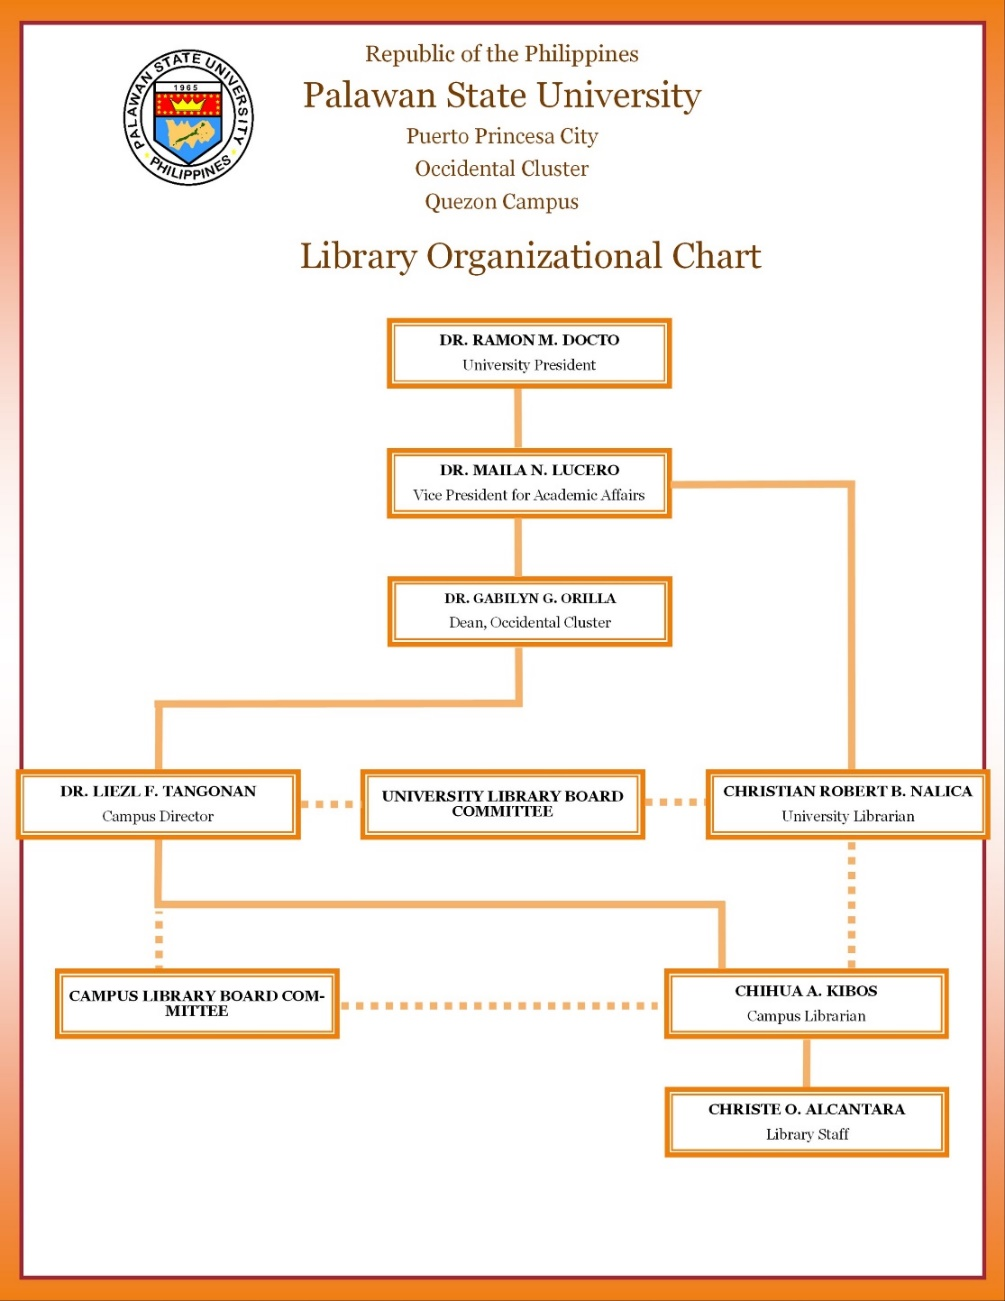 PALAWAN STATE UNIVERSITY
1965
PHILIPPINES
Republic of the Philippines
Palawan State University
Puerto Princesa City
Occidental Cluster
Quezon Campus
Library Organizational Chart
DR. RAMON M. DOCTO
University President
DR. MAILA N. LUCERO
Vice President for Academic Affairs
DR. GABILYN G. ORILLA
Dean, Occidental Cluster
DR. LIEZL F. TANGONAN
Campus Director
UNIVERSITY LIBRARY BOARD
COMMITTEE
CHRISTIAN ROBERT B. NALICA
University Librarian
CAMPUS LIBRARY BOARD COM-
MITTEE
CHIHUA A. KIBOS
Campus Librarian
CHRISTE O. ALCANTARA
Library Staff